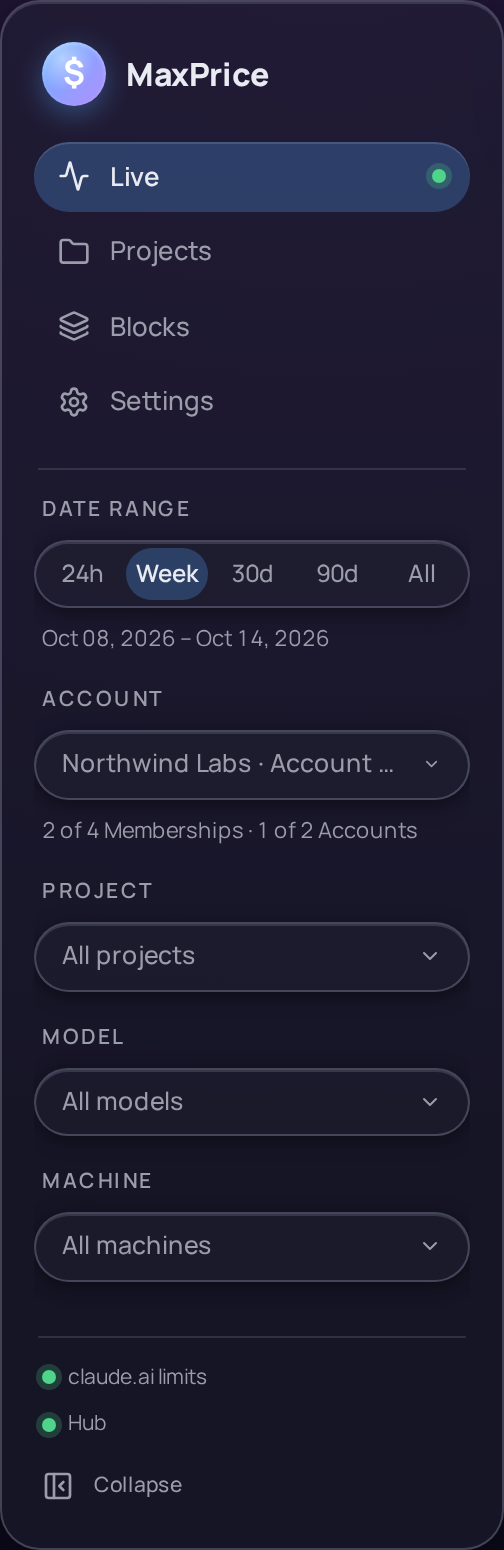 $ MaxPrice
Live
Projects
Blocks
Settings
DATE RANGE
24h Week 30d 90d All
Oct 08, 2026 – Oct 14, 2026
ACCOUNT
Northwind Labs · Account ...
2 of 4 Memberships · 1 of 2 Accounts
PROJECT
All projects
MODEL
All models
MACHINE
All machines
claude.ai limits
Hub
Collapse